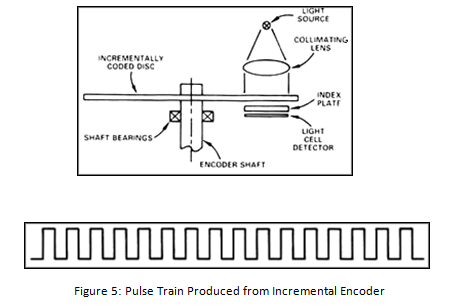 LIGHT
SOURCE
COLLIMATING
LENS
INCREMENTALLY
CODED DISC
INDEX
PLATE
SHAFT BEARINGS
LIGHT
CELL
DETECTOR
ENCODER SHAFT
Figure 5: Pulse Train Produced from Incremental Encoder